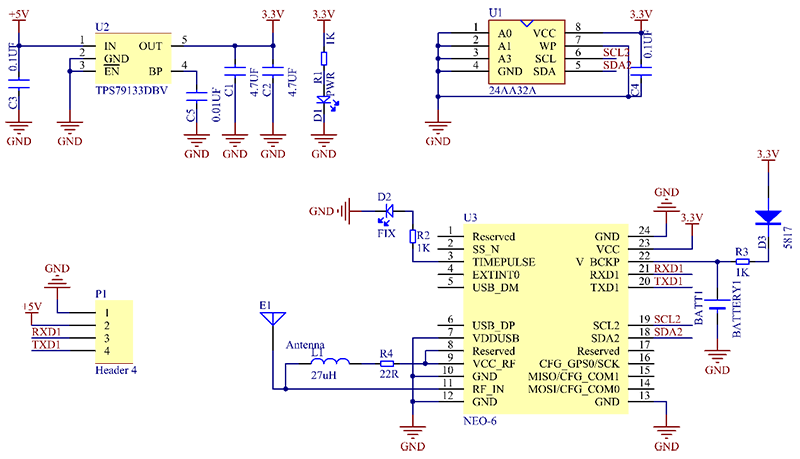 +5V
U2
1 IN OUT 5
2 GND
3 EN BP 4
TPS79133DBV
C3 0.1UF
GND
GND
C5 0.01UF
GND
C1 4.7UF
GND
3.3V
C2 4.7UF
GND
3.3V
1K
R1
PWR
D1
GND
U1
1 A0 VCC 8
2 A1 WP 7
3 A3 SCL 6 SCL2
4 GND SDA 5 SDA2
24AA32A
GND
3.3V
0.1UF
C4
D2
GND
FIX
R2
1K
U3
1 Reserved GND 24
2 SS_N VCC 23
3 TIMEPULSE V_BCKP 22
4 EXTINT0 RXD1 21 RXD1
5 USB_DM TXD1 20 TXD1
6 USB_DP SCL2 19 SCL2
7 VDDUSB SDA2 18 SDA2
8 Reserved Reserved 17
9 VCC_RF CFG_GPS0/SCK 16
10 GND MISO/CFG_COM1 15
11 RF_IN MOSI/CFG_COM0 14
12 GND GND 13
NEO-6
GND
GND
GND
3.3V
3.3V
D3
5817
R3
1K
BATT1
BATTERY1
GND
GND
P1
+5V
1
2
RXD1 3
TXD1 4
Header 4
E1
Antenna
L1
27uH
R4
22R